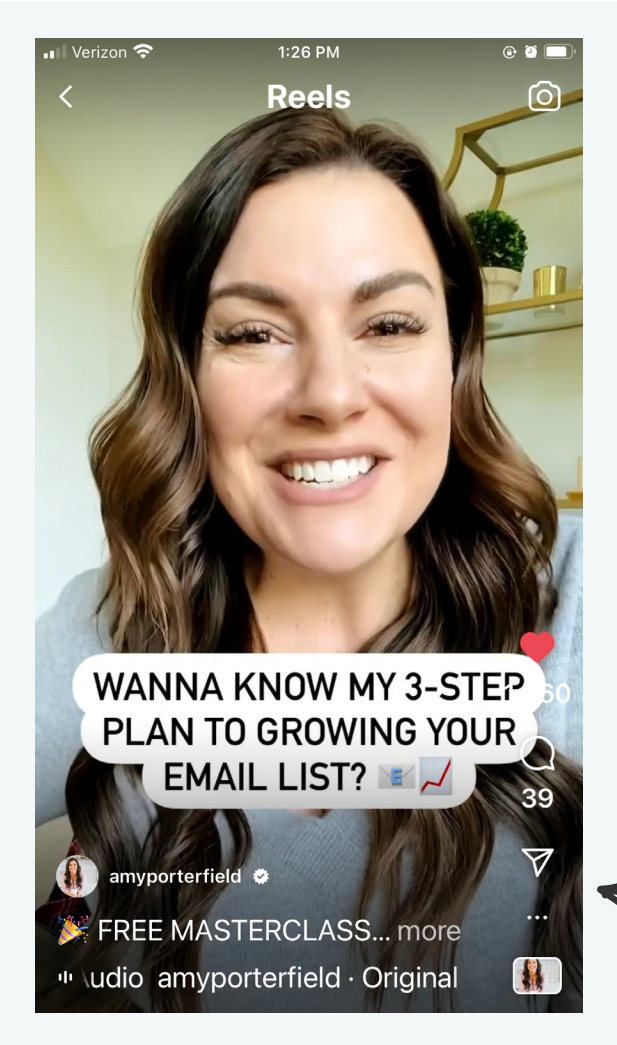 Verizon 1:26 PM
Reels
WANNA KNOW MY 3-STEP
PLAN TO GROWING YOUR
EMAIL LIST? 📧📈
39
amyporterfield
🎉 FREE MASTERCLASS... more
amyporterfield · Original